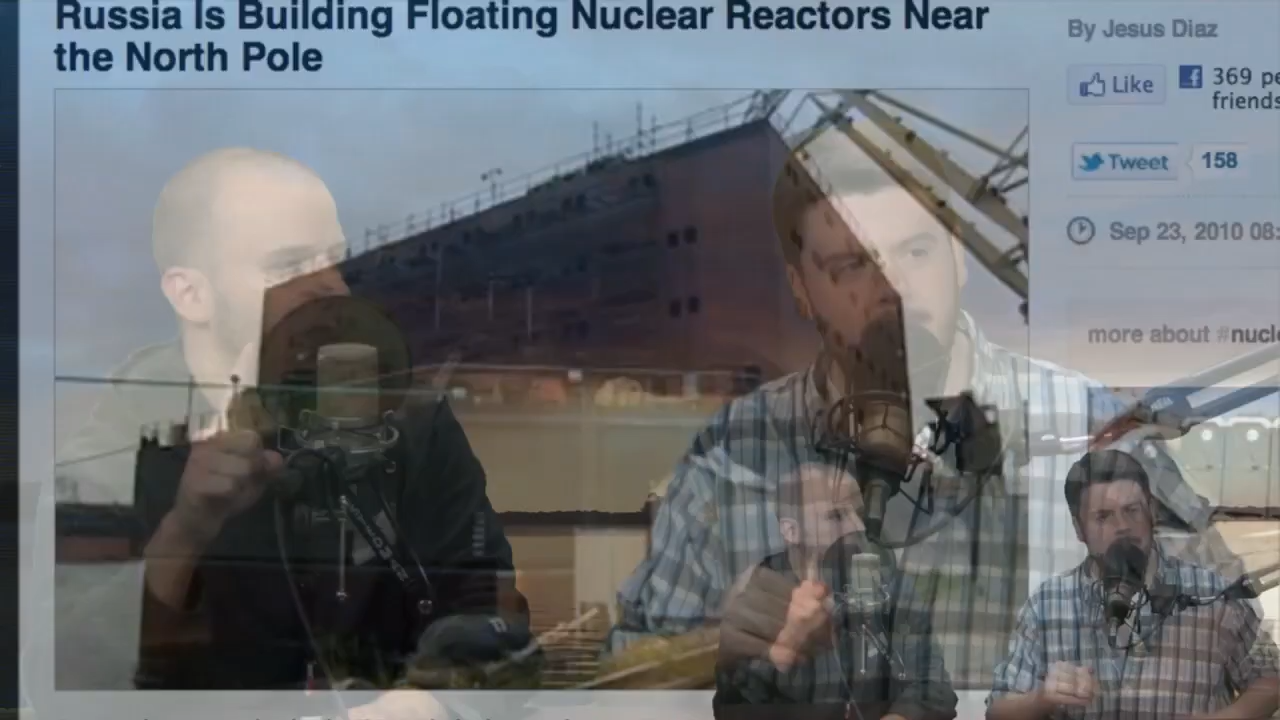 Russia Is Building Floating Nuclear Reactors Near
the North Pole
By Jesus Diaz
Like
369 pe
friends
Tweet
158
Sep 23, 2010 08:
more about #nucle